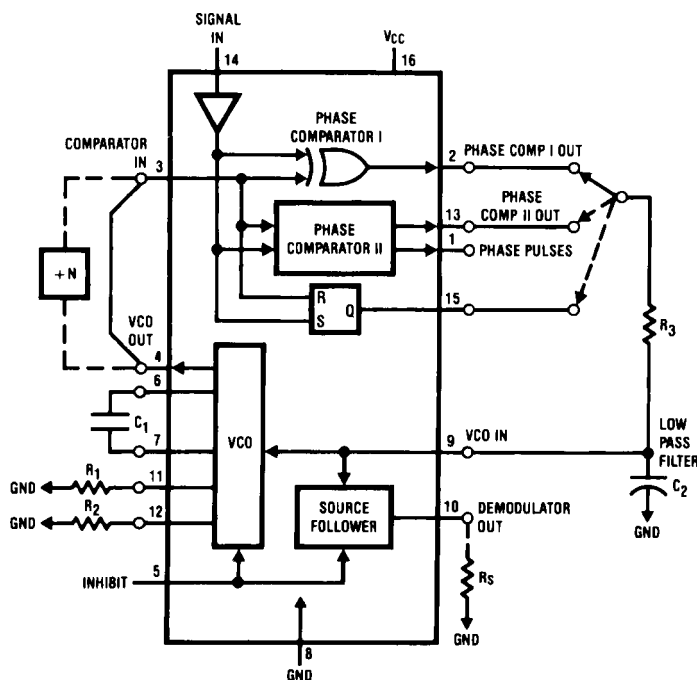 SIGNAL
IN
14
VCC
16
PHASE
COMPARATOR I
COMPARATOR
IN
3
2
PHASE COMP I OUT
PHASE
COMP II OUT
13
PHASE
COMPARATOR II
1
PHASE PULSES
+N
R
S
Q
15
R3
VCO
OUT
4
6
C1
7
VCO
9
VCO IN
LOW
PASS
FILTER
C2
GND
R1
11
GND
R2
12
GND
SOURCE
FOLLOWER
10
DEMODULATOR
OUT
5
INHIBIT
RS
GND
8
GND